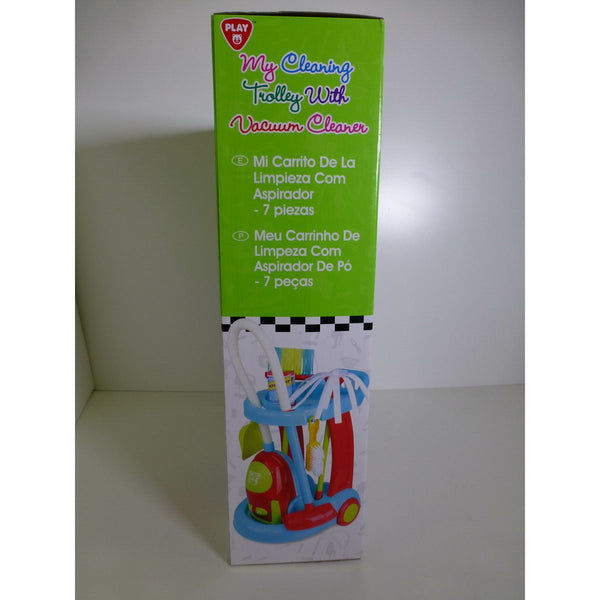 PLAY
My Cleaning
Trolley With
Vacuum Cleaner
E Mi Carrito De La
Limpieza Com
Aspirador
- 7 piezas
P Meu Carrinho De
Limpeza Com
Aspirador De Pó
- 7 peças